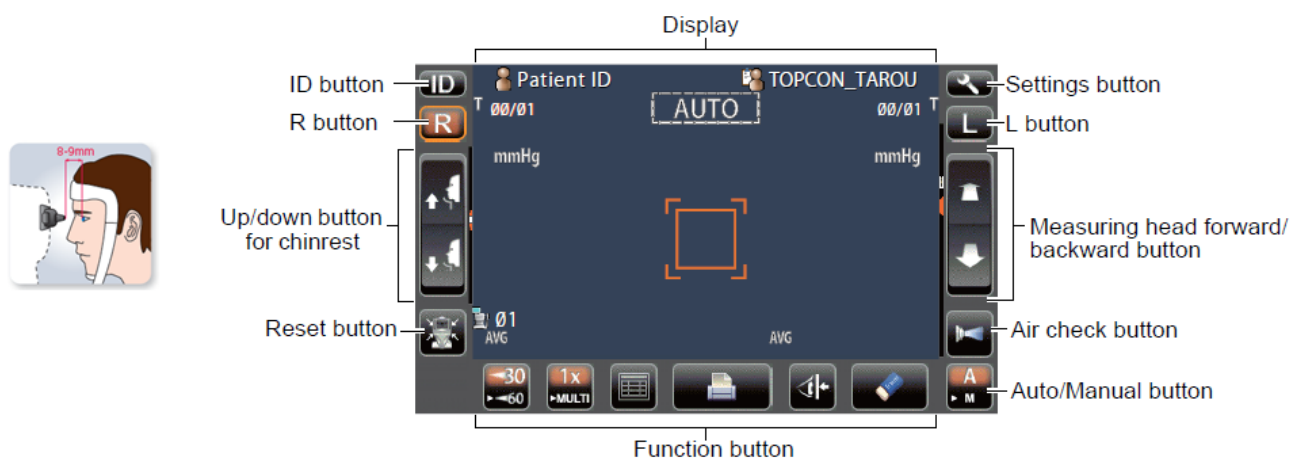 Display
ID button
ID
Patient ID
TOPCON_TAROU
Settings button
R button
R
T 00/01
AUTO
00/01 T
L
L button
8-9mm
mmHg
mmHg
Up/down button
for chinrest
Measuring head forward/
backward button
Reset button
01
AVG
AVG
Air check button
30
60
1x
MULTI
A
M
Auto/Manual button
Function button